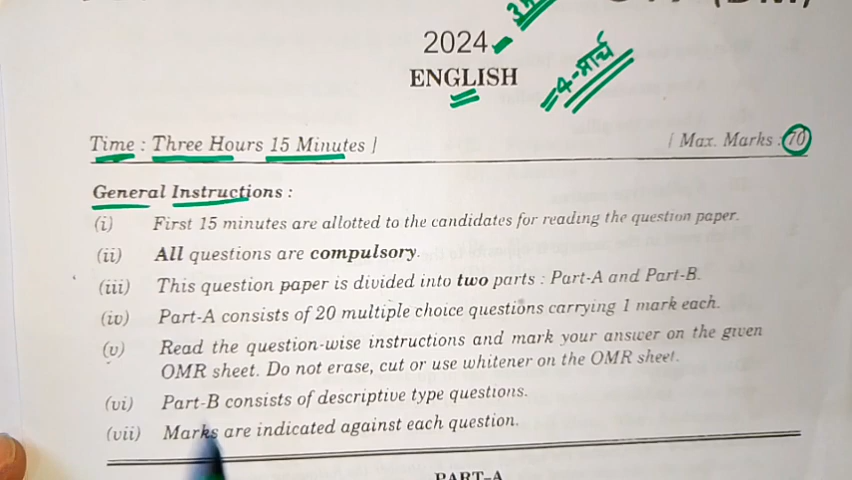 2024
ENGLISH
४-मार्च
Time : Three Hours 15 Minutes ]
[ Max. Marks : 70
General Instructions :
(i) First 15 minutes are allotted to the candidates for reading the question paper.
(ii) All questions are compulsory.
(iii) This question paper is divided into two parts : Part-A and Part-B.
(iv) Part-A consists of 20 multiple choice questions carrying 1 mark each.
(v) Read the question-wise instructions and mark your answer on the given
OMR sheet. Do not erase, cut or use whitener on the OMR sheet.
(vi) Part-B consists of descriptive type questions.
(vii) Marks are indicated against each question.
PART-A